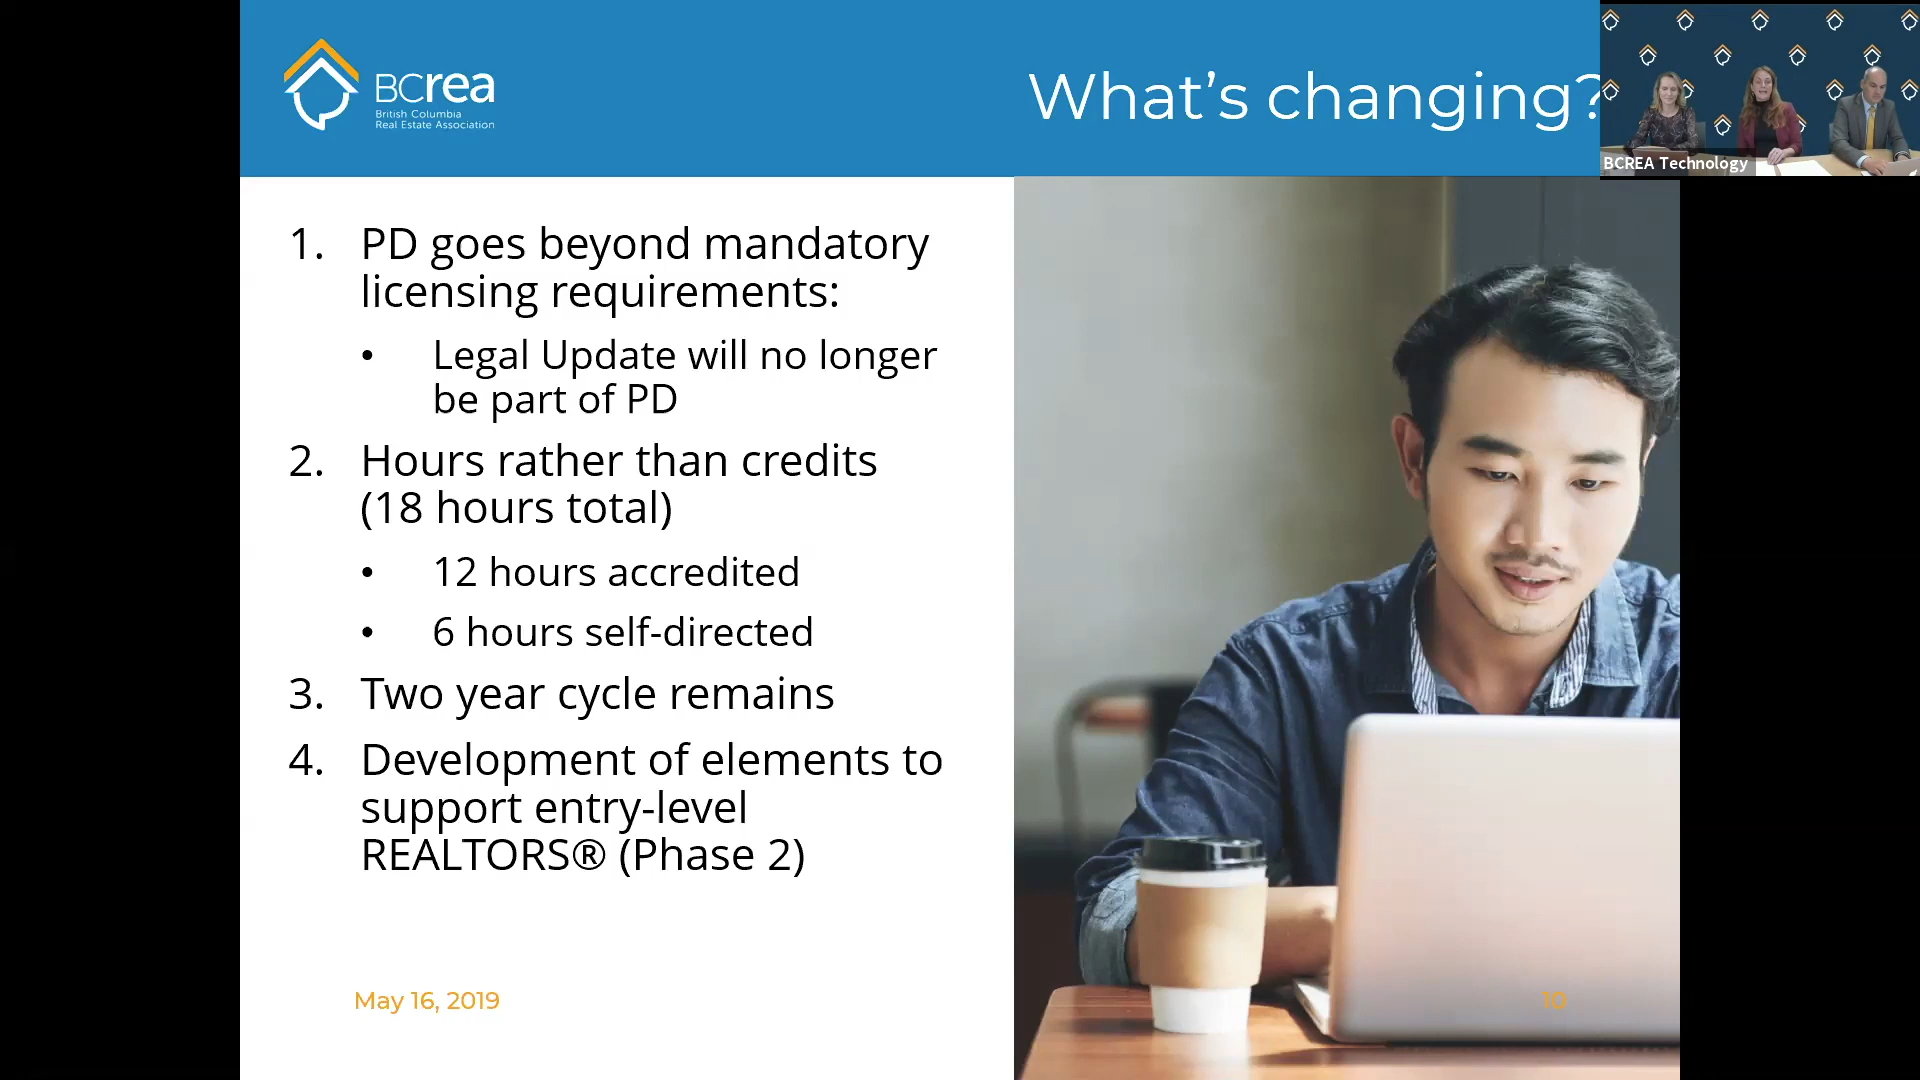 BCrea
British Columbia
Real Estate Association
What's changing?
BCREA Technology
1. PD goes beyond mandatory
licensing requirements:
• Legal Update will no longer
be part of PD
2. Hours rather than credits
(18 hours total)
• 12 hours accredited
• 6 hours self-directed
3. Two year cycle remains
4. Development of elements to
support entry-level
REALTORS® (Phase 2)
May 16, 2019
10